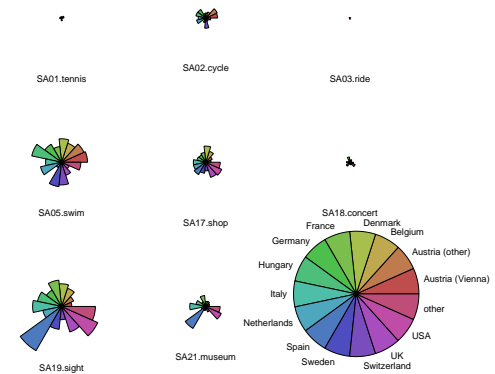 SA01.tennis
SA02.cycle
SA03.ride
SA05.swim
SA17.shop
SA18.concert
SA19.sight
SA21.museum
Denmark
France
Belgium
Germany
Austria (other)
Hungary
Austria (Vienna)
Italy
other
Netherlands
USA
Spain
UK
Sweden
Switzerland